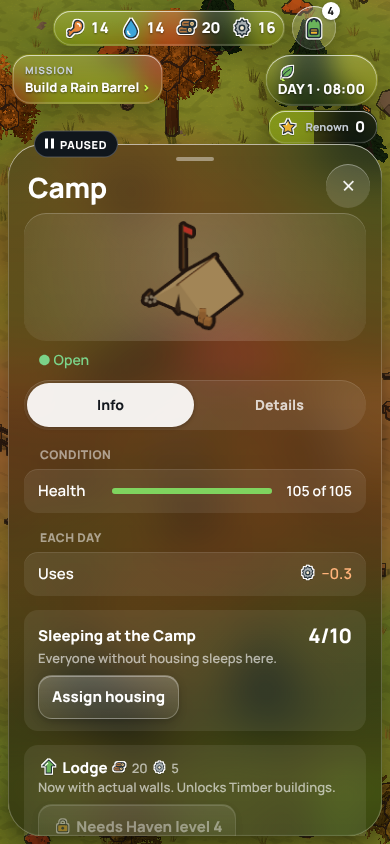 14 14 20 16 4
MISSION
Build a Rain Barrel ›
DAY 1 · 08:00
Renown 0
PAUSED
Camp
Open
Info Details
CONDITION
Health 105 of 105
EACH DAY
Uses −0.3
Sleeping at the Camp 4/10
Everyone without housing sleeps here.
Assign housing
Lodge 20 5
Now with actual walls. Unlocks Timber buildings.
Needs Haven level 4